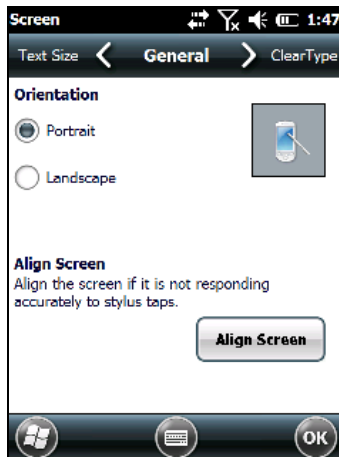 Screen 1:47
Text Size General ClearType
Orientation
Portrait
Landscape
Align Screen
Align the screen if it is not responding
accurately to stylus taps.
Align Screen
OK